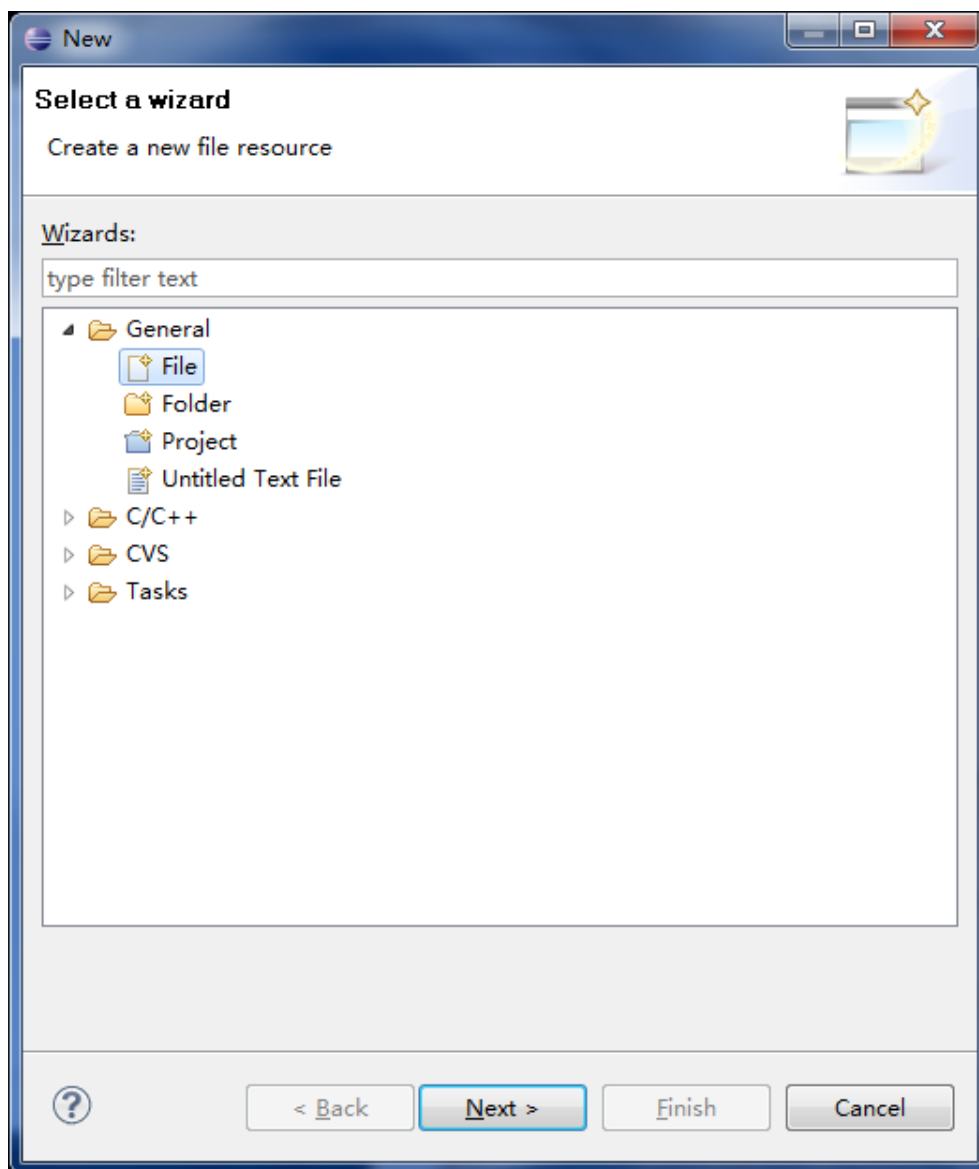 New
Select a wizard
Create a new file resource
Wizards:
type filter text
General
File
Folder
Project
Untitled Text File
C/C++
CVS
Tasks
? < Back Next > Finish Cancel